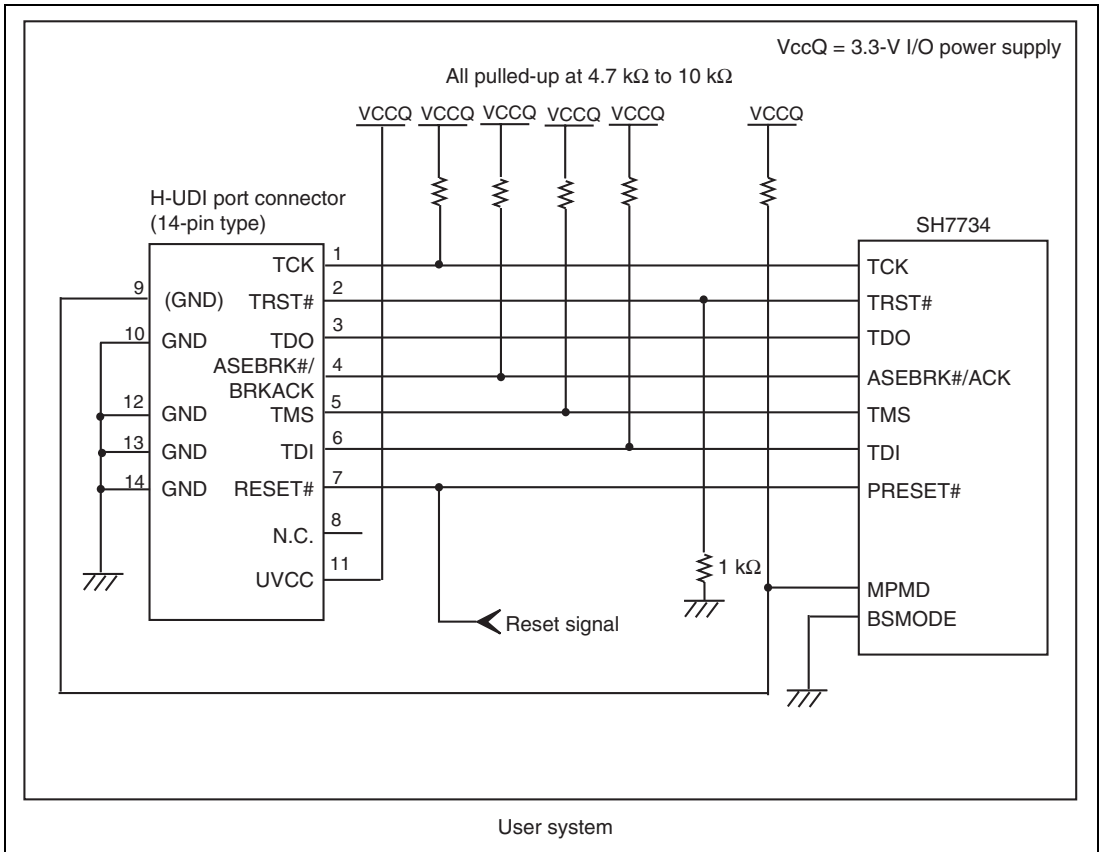 VccQ = 3.3-V I/O power supply
All pulled-up at 4.7 kΩ to 10 kΩ
VCCQ VCCQ VCCQ VCCQ VCCQ VCCQ
H-UDI port connector
(14-pin type)
SH7734
TCK 1 TCK
9 (GND) TRST# 2 TRST#
10 GND TDO 3 TDO
ASEBRK#/
BRKACK 4 ASEBRK#/ACK
12 GND TMS 5 TMS
13 GND TDI 6 TDI
14 GND RESET# 7 PRESET#
N.C. 8
UVCC 11
1 kΩ
MPMD
BSMODE
Reset signal
User system